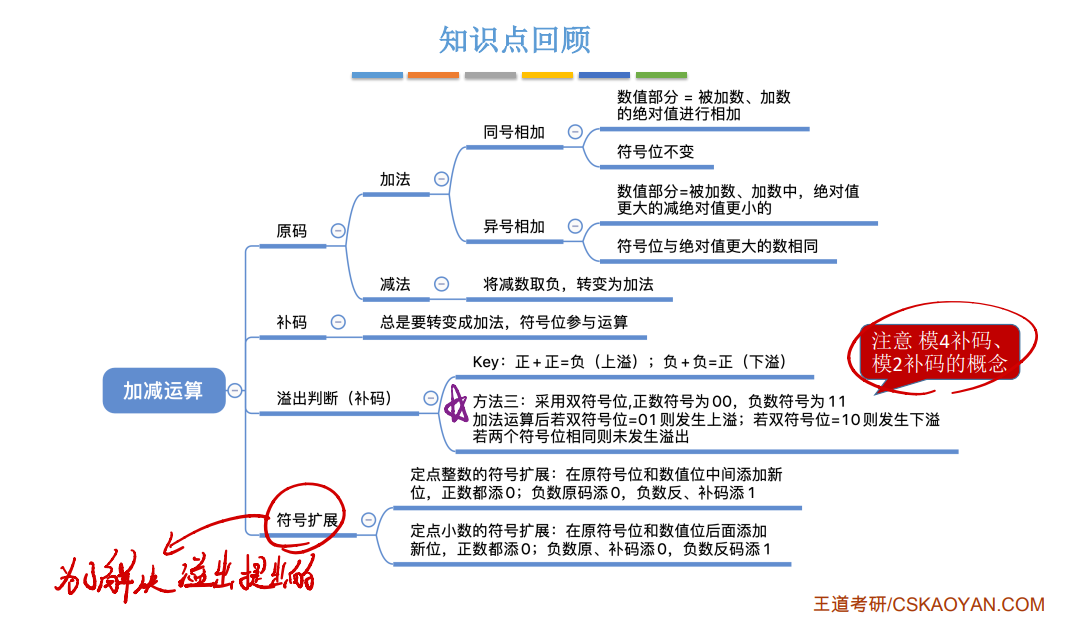 知识点回顾
数值部分 = 被加数、加数
的绝对值进行相加
同号相加
符号位不变
加法
数值部分=被加数、加数中，绝对值
更大的减绝对值更小的
异号相加
符号位与绝对值更大的数相同
原码
减法
将减数取负，转变为加法
补码
总是要转变成加法，符号位参与运算
注意 模4补码、
模2补码的概念
加减运算
Key：正+正=负（上溢）；负+负=正（下溢）
溢出判断（补码）
方法三：采用双符号位,正数符号为00，负数符号为11
加法运算后若双符号位=01则发生上溢；若双符号位=10则发生下溢
若两个符号位相同则未发生溢出
定点整数的符号扩展：在原符号位和数值位中间添加新
位，正数都添0；负数原码添0，负数反、补码添1
符号扩展
定点小数的符号扩展：在原符号位和数值位后面添加
新位，正数都添0；负数原、补码添0，负数反码添1
为了解决溢出提出的
王道考研/CSKAOYAN.COM